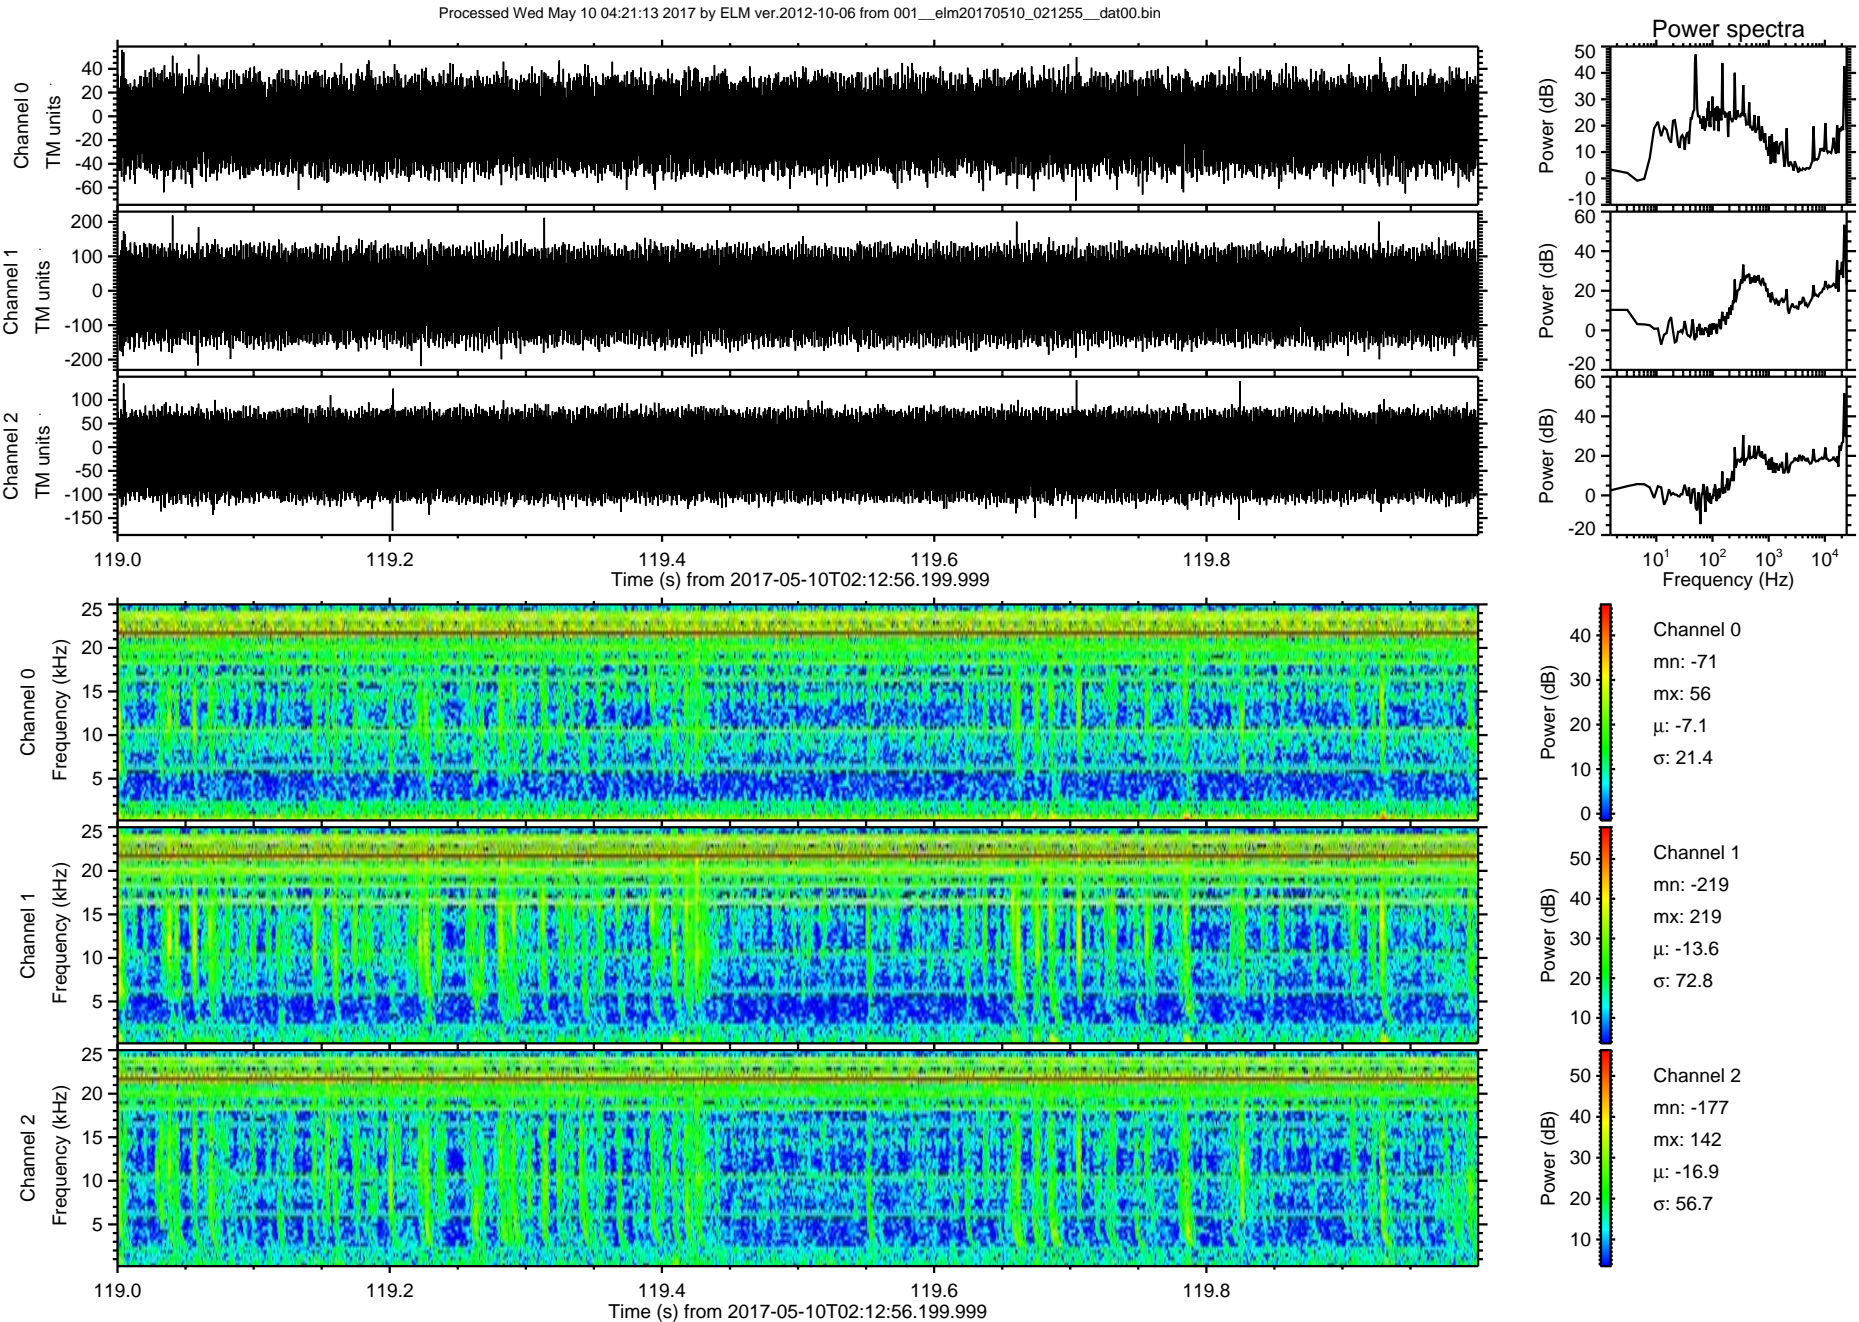 Processed Wed May 10 04:21:13 2017 by ELM ver.2012-10-06 from 001__elm20170510_021255__dat00.bin
Power spectra
Channel 0
TM units
40
20
0
-20
-40
-60
Power (dB)
50
40
30
20
10
0
-10
Channel 1
TM units
200
100
0
-100
-200
Power (dB)
60
40
20
0
-20
Channel 2
TM units
100
50
0
-50
-100
-150
Power (dB)
60
40
20
0
-20
119.0 119.2 119.4 119.6 119.8
Time (s) from 2017-05-10T02:12:56.199.999
10¹ 10² 10³ 10⁴
Frequency (Hz)
Channel 0
Frequency (kHz)
25
20
15
10
5
Power (dB)
40
30
20
10
0
Channel 0
mn: -71
mx: 56
μ: -7.1
σ: 21.4
Channel 1
Frequency (kHz)
25
20
15
10
5
Power (dB)
50
40
30
20
10
Channel 1
mn: -219
mx: 219
μ: -13.6
σ: 72.8
Channel 2
Frequency (kHz)
25
20
15
10
5
Power (dB)
50
40
30
20
10
Channel 2
mn: -177
mx: 142
μ: -16.9
σ: 56.7
119.0 119.2 119.4 119.6 119.8
Time (s) from 2017-05-10T02:12:56.199.999